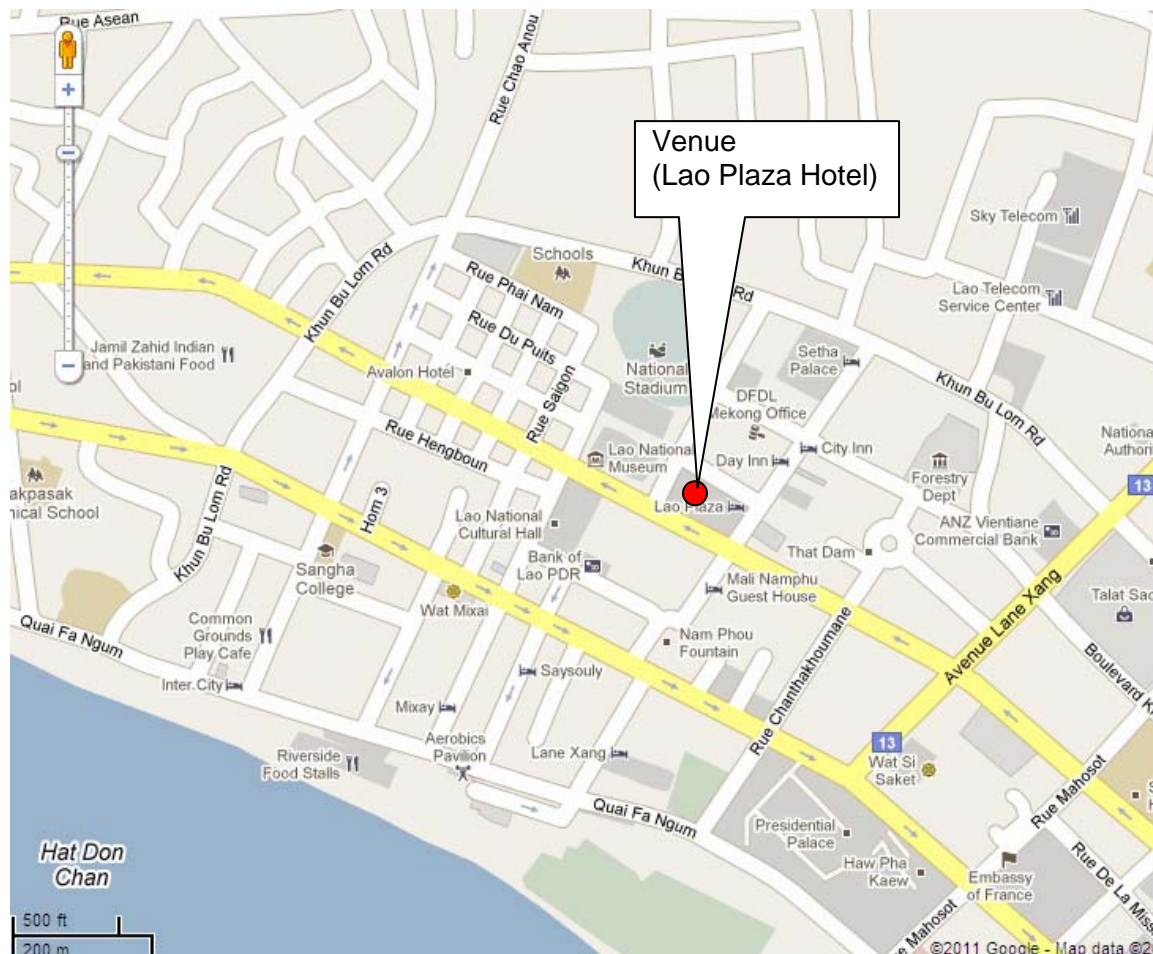 Rue Asean
Rue Chao Anou
Venue
(Lao Plaza Hotel)
Sky Telecom
Khun Bu Lom Rd
Schools
Khun B
Rd
Rue Phai Nam
Lao Telecom
Service Center
Rue Du Puits
Jamil Zahid Indian
and Pakistani Food
Avalon Hotel
National
Stadium
Setha
Palace
ol
Rue Saigon
DFDL
Mekong Office
Khun Bu Lom Rd
Rue Hengboun
Lao National
Museum
Day Inn
City Inn
National
Authori
akpasak
nical School
Forestry
Dept
13
Khun Bu Lom Rd
Hom 3
Lao Plaza
Lao National
Cultural Hall
ANZ Vientiane
Commercial Bank
That Dam
Bank of
Lao PDR
Sangha
College
Mali Namphu
Guest House
Talat Sac
Wat Mixai
Avenue Lane Xang
Common
Grounds
Play Cafe
Quai Fa Ngum
Nam Phou
Fountain
Rue Chanthakhoumane
Boulevard K
Inter City
Saysouly
Mixay
13
Riverside
Food Stalls
Aerobics
Pavilion
Lane Xang
Wat Si
Saket
Rue Mahosot
Quai Fa Ngum
S
H
Presidential
Palace
Hat Don
Chan
Haw Pha
Kaew
Embassy
of France
Rue De La Miss
e Mahosot
500 ft
200 m
©2011 Google - Map data ©20